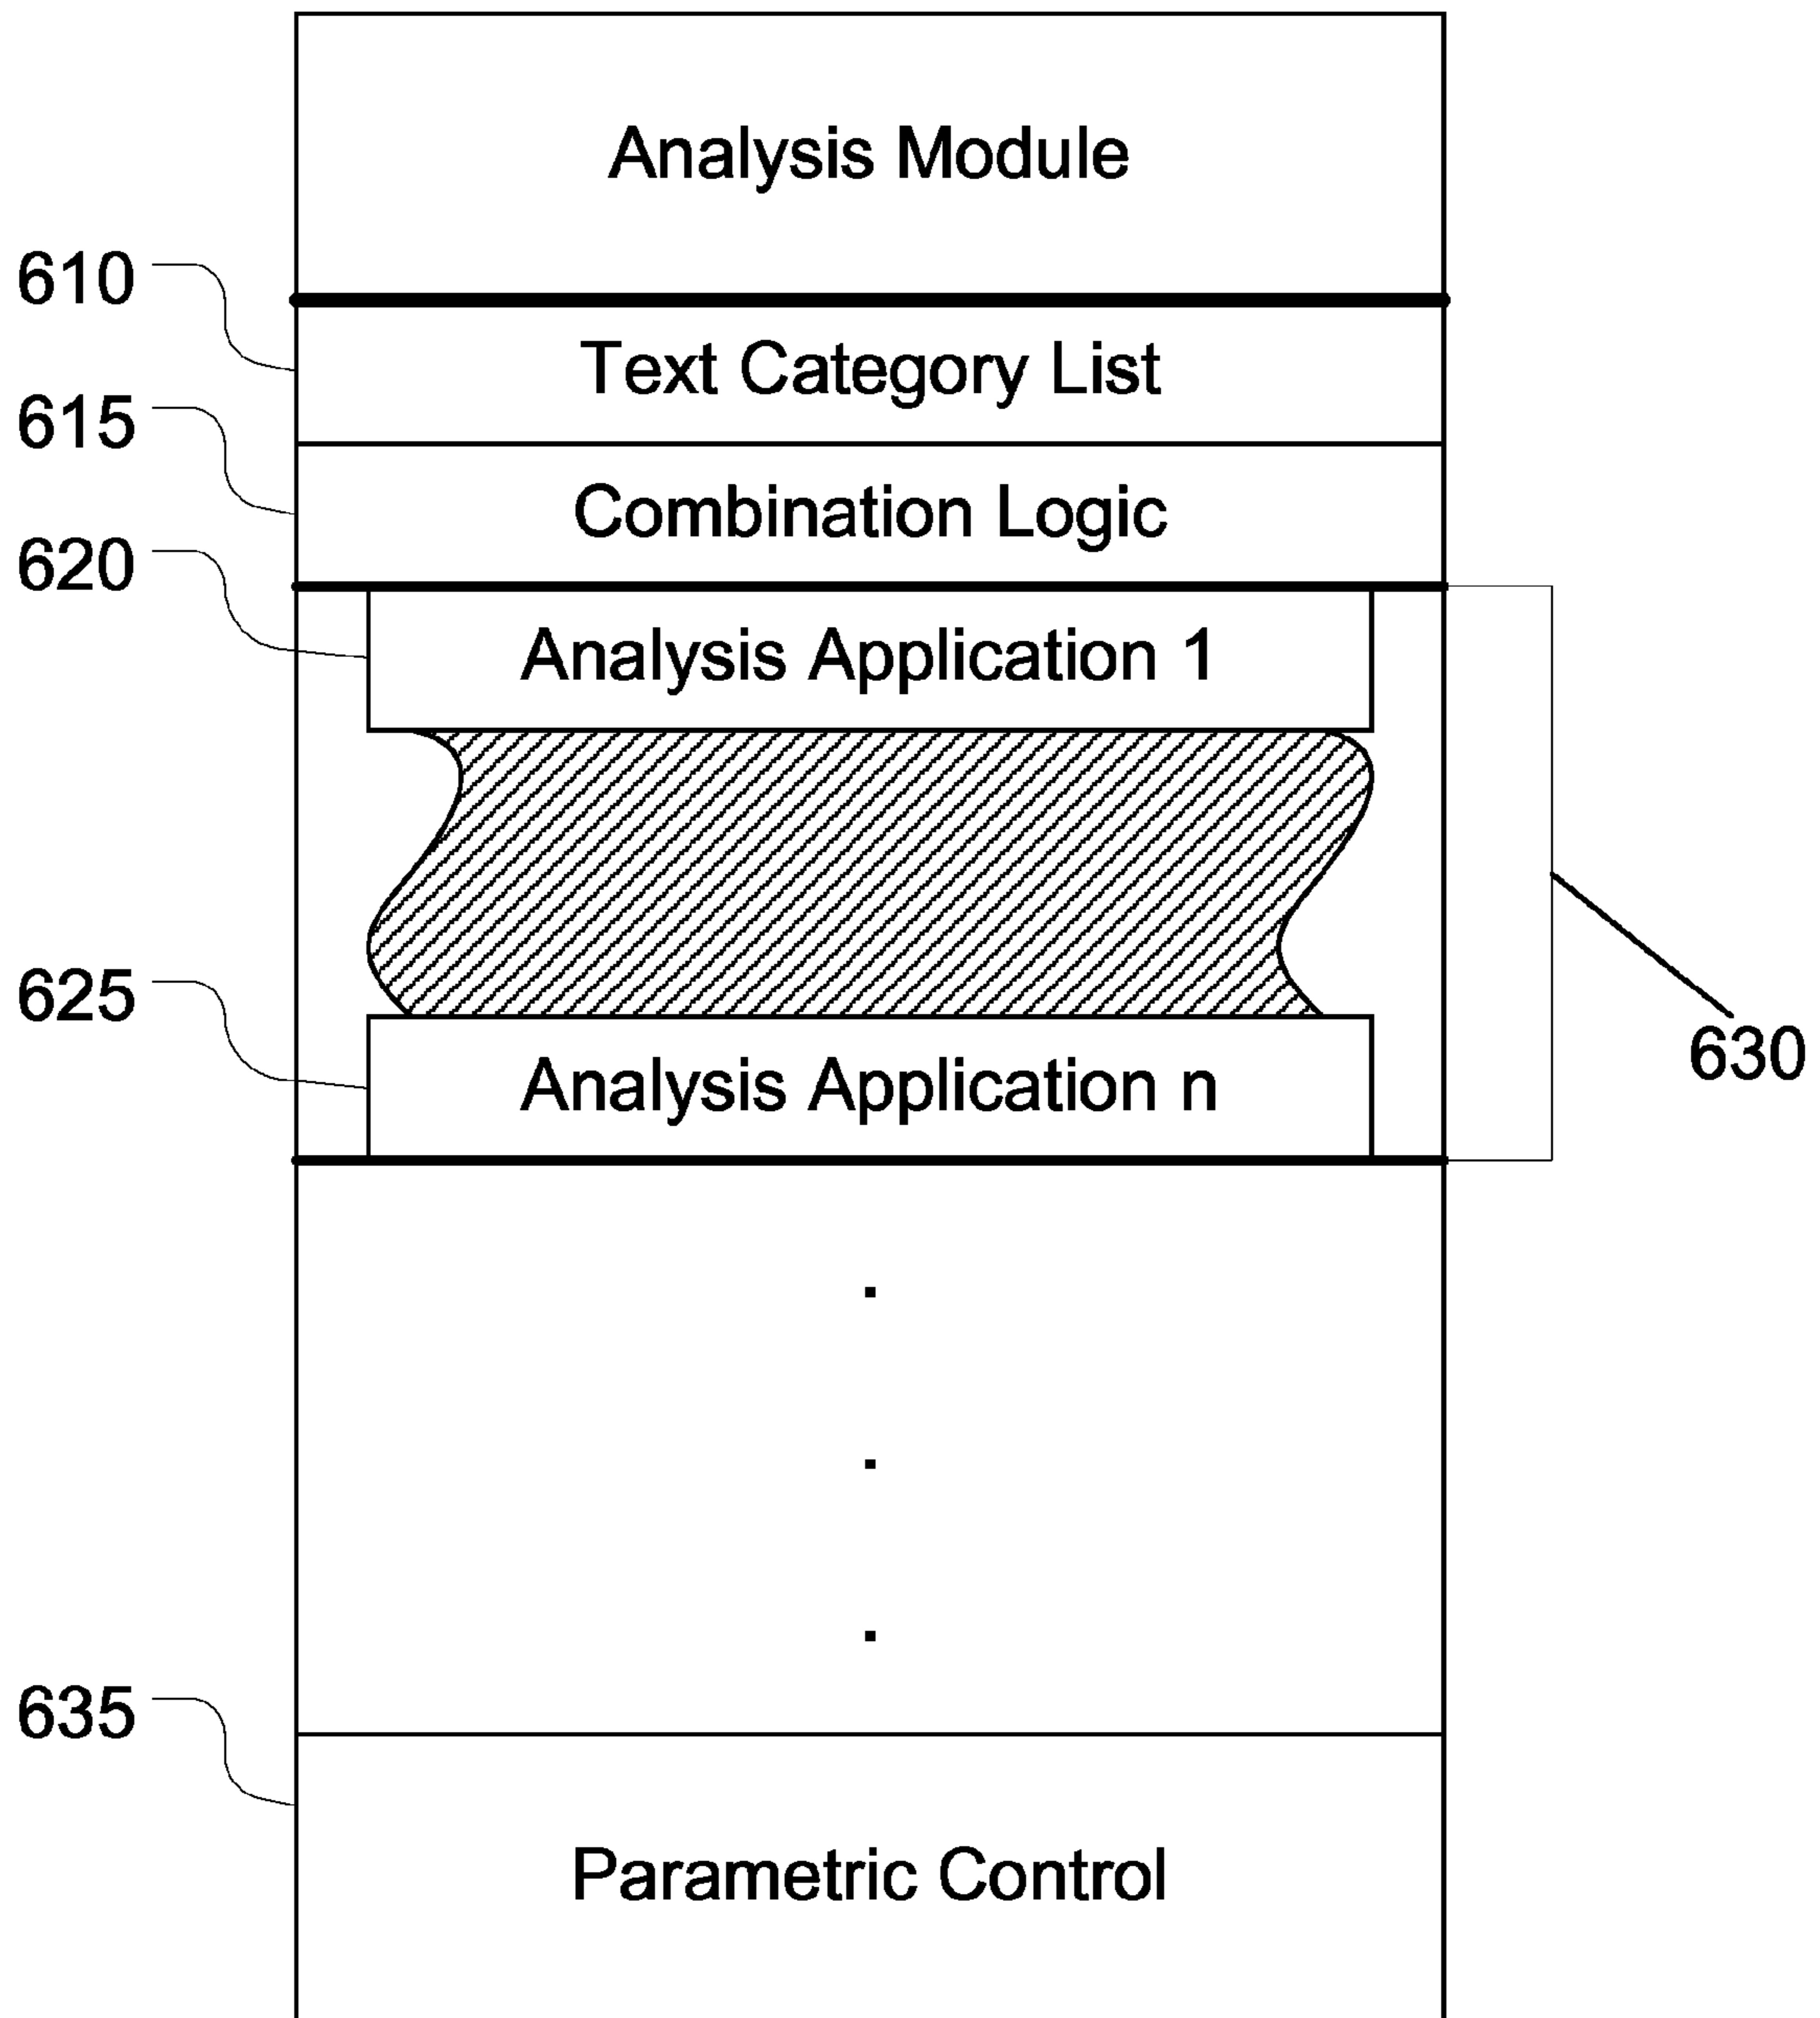 Analysis Module
610
Text Category List
615
Combination Logic
620
Analysis Application 1
625
Analysis Application n
630
.
.
.
635
Parametric Control